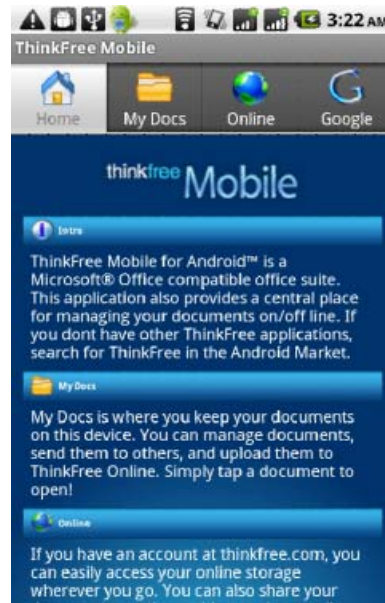 3:22 AM
ThinkFree Mobile
Home My Docs Online Google
thinkfree Mobile
Intro
ThinkFree Mobile for Android™ is a
Microsoft® Office compatible office suite.
This application also provides a central place
for managing your documents on/off line. If
you dont have other ThinkFree applications,
search for ThinkFree in the Android Market.
My Docs
My Docs is where you keep your documents
on this device. You can manage documents,
send them to others, and upload them to
ThinkFree Online. Simply tap a document to
open!
Online
If you have an account at thinkfree.com, you
can easily access your online storage
wherever you go. You can also share your